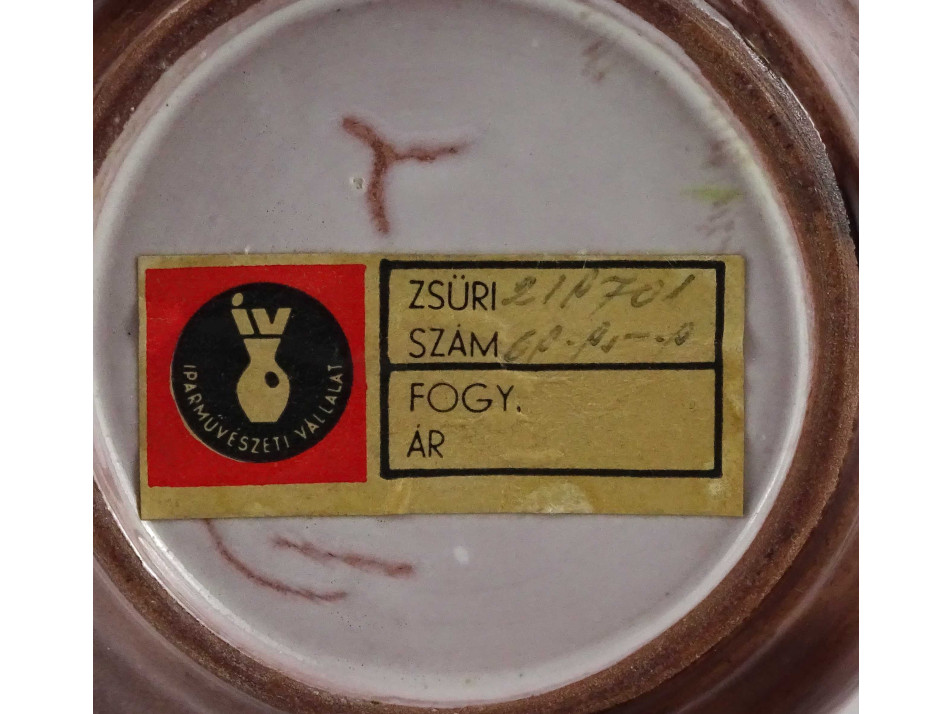 iv
IPARMŰVÉSZETI VÁLLALAT
ZSÜRI
SZÁM
FOGY.
ÁR